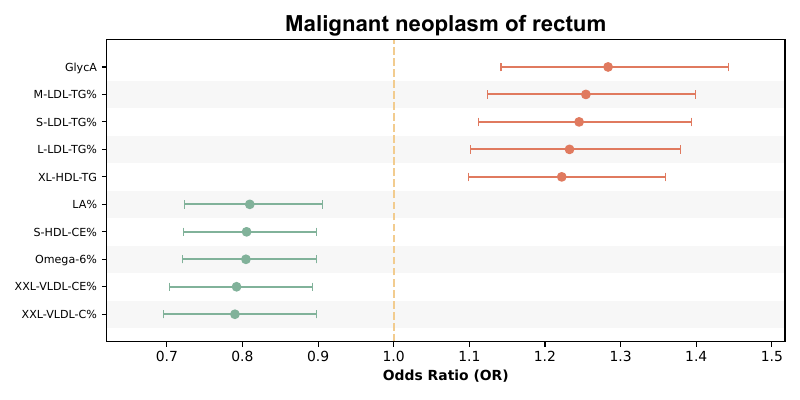 Malignant neoplasm of rectum
GlycA
M-LDL-TG%
S-LDL-TG%
L-LDL-TG%
XL-HDL-TG
LA%
S-HDL-CE%
Omega-6%
XXL-VLDL-CE%
XXL-VLDL-C%
0.7 0.8 0.9 1.0 1.1 1.2 1.3 1.4 1.5
Odds Ratio (OR)